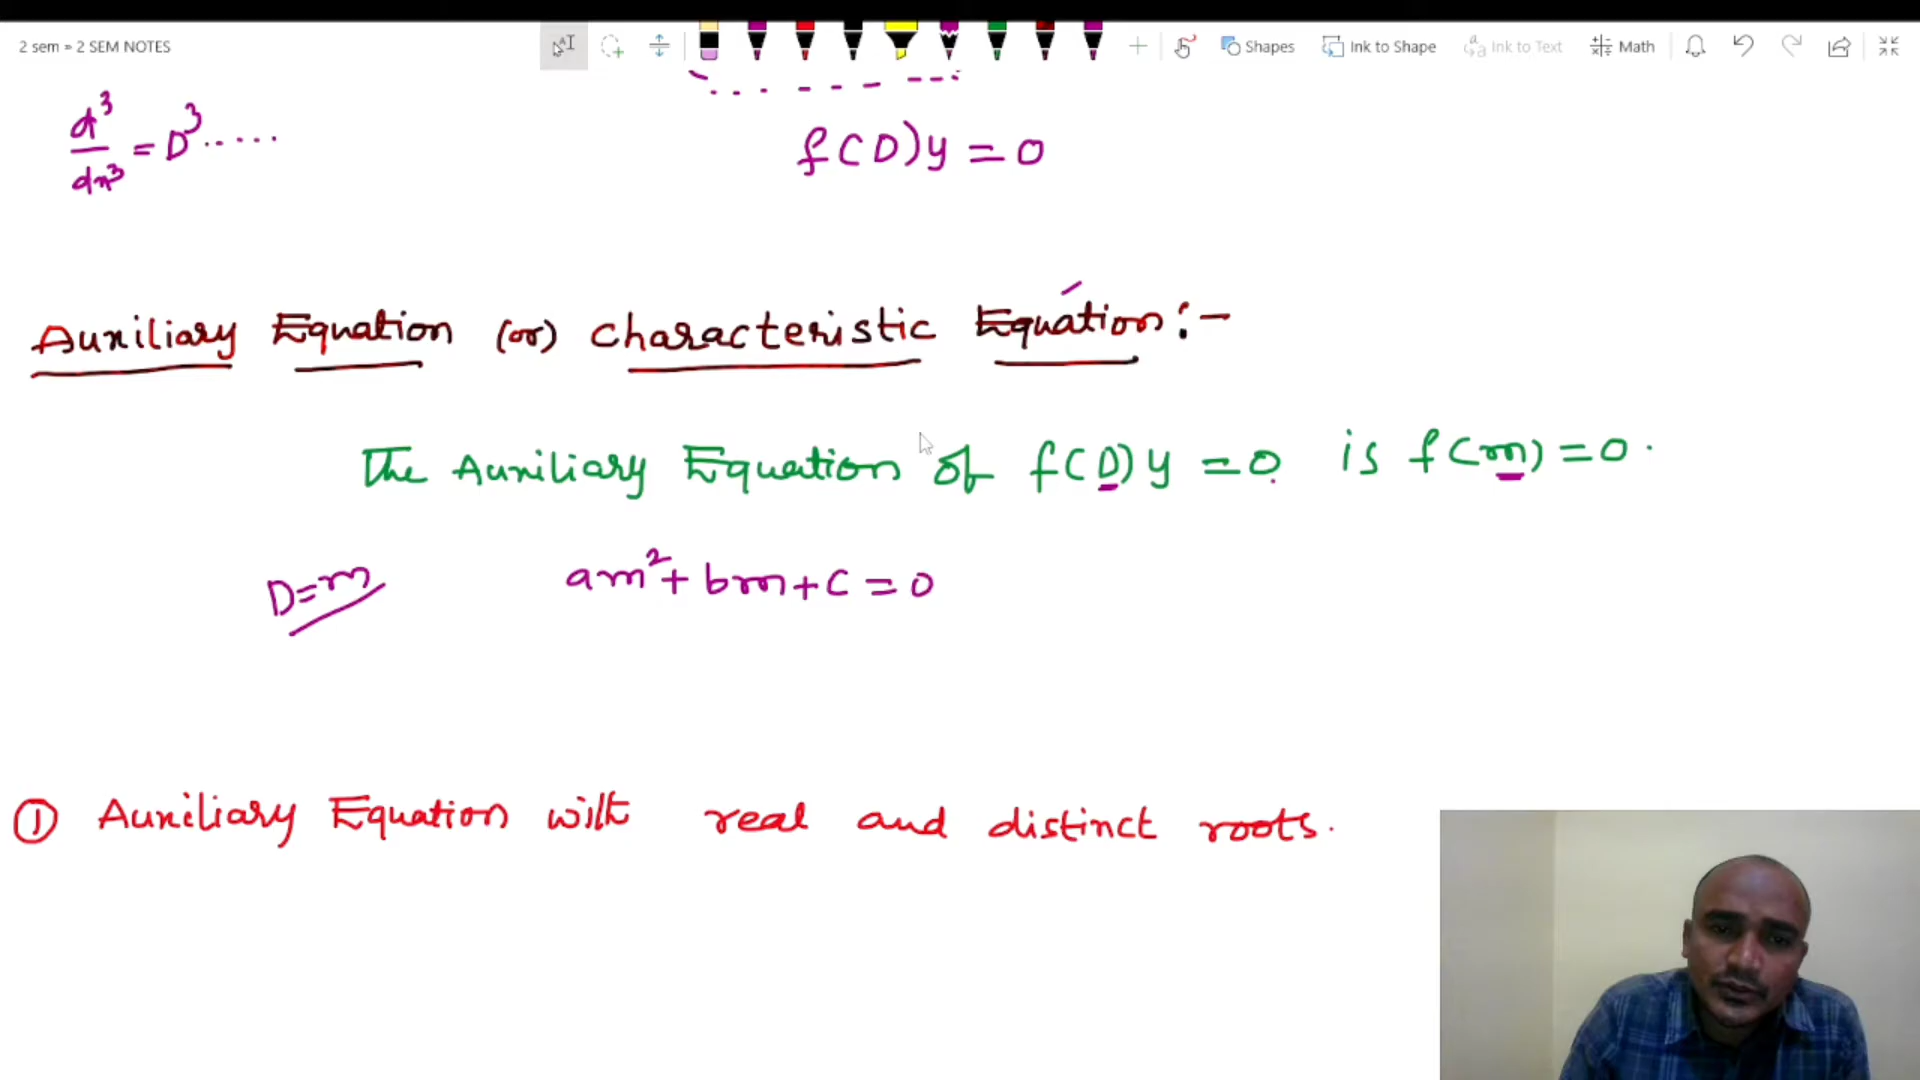 2 sem » 2 SEM NOTES
Shapes Ink to Shape Ink to Text Math
d³/dx³ = D³.....
f(D)y = 0
Auxiliary Equation (or) Characteristic Equation:-
The Auxiliary Equation of f(D)y = 0 is f(m) = 0.
D=m am²+bm+c = 0
① Auxiliary Equation with real and distinct roots.